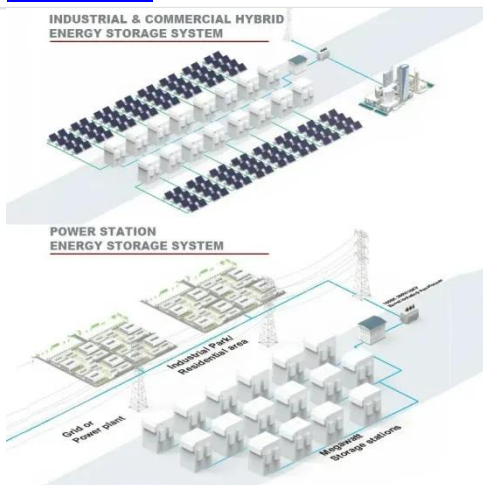 INDUSTRIAL & COMMERCIAL HYBRID
ENERGY STORAGE SYSTEM
POWER STATION
ENERGY STORAGE SYSTEM
Industrial Park/
Residential area
Grid or
Power plant
Megawatt
Storage stations